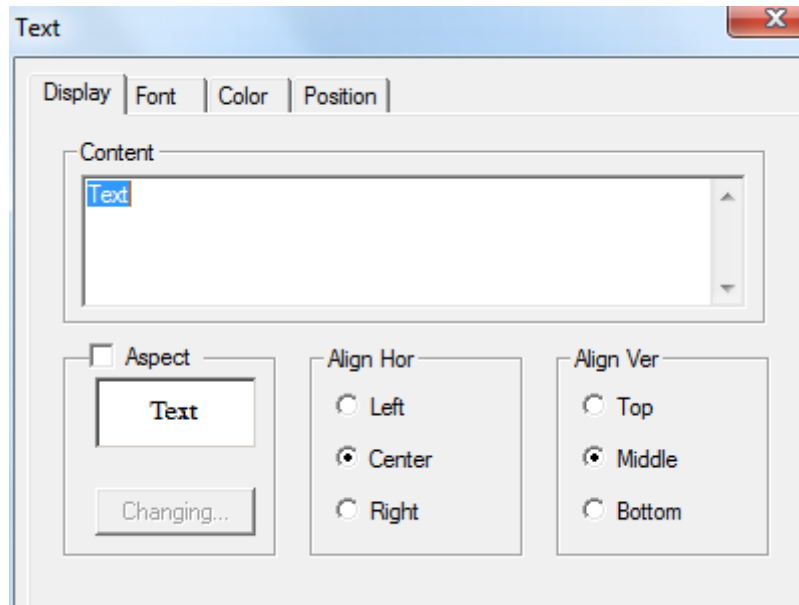 Text
Display Font Color Position
Content
Text
Aspect
Text
Changing...
Align Hor
Left
Center
Right
Align Ver
Top
Middle
Bottom